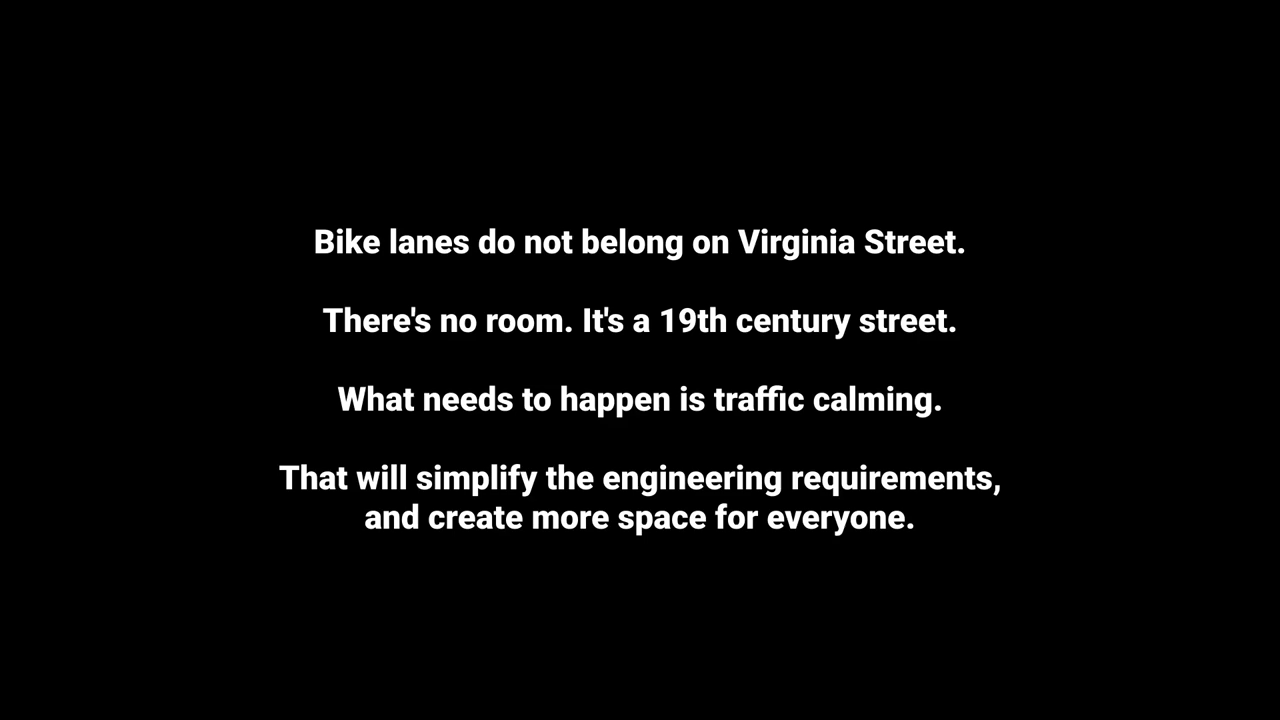 Bike lanes do not belong on Virginia Street.
There's no room. It's a 19th century street.
What needs to happen is traffic calming.
That will simplify the engineering requirements,
and create more space for everyone.